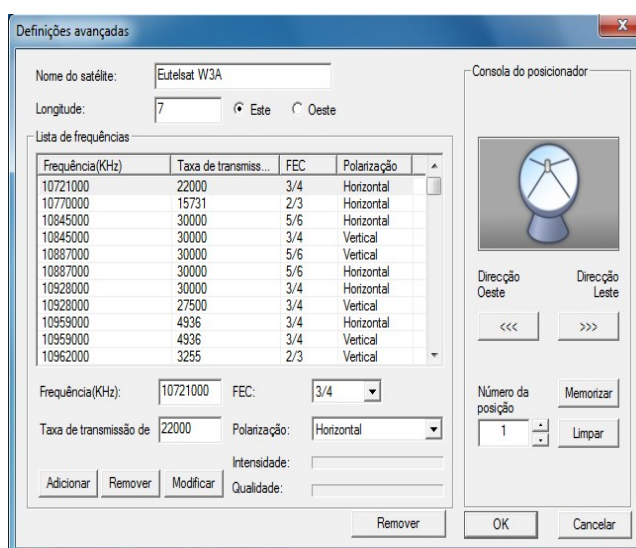 Definições avançadas
Nome do satélite: Eutelsat W3A
Longitude: 7 Este Oeste
Lista de frequências
Frequência(KHz) Taxa de transmiss... FEC Polarização
10721000 22000 3/4 Horizontal
10770000 15731 2/3 Horizontal
10845000 30000 5/6 Horizontal
10845000 30000 3/4 Vertical
10887000 30000 5/6 Vertical
10887000 30000 5/6 Horizontal
10928000 30000 3/4 Horizontal
10928000 27500 3/4 Vertical
10959000 4936 3/4 Horizontal
10959000 4936 3/4 Vertical
10962000 3255 2/3 Vertical
Frequência(KHz): 10721000 FEC: 3/4
Taxa de transmissão de 22000 Polarização: Horizontal
Intensidade:
Adicionar Remover Modificar Qualidade:
Remover
Consola do posicionador
Direcção Oeste
Direcção Leste
<<< >>>
Número da posição
1
Memorizar
Limpar
OK Cancelar